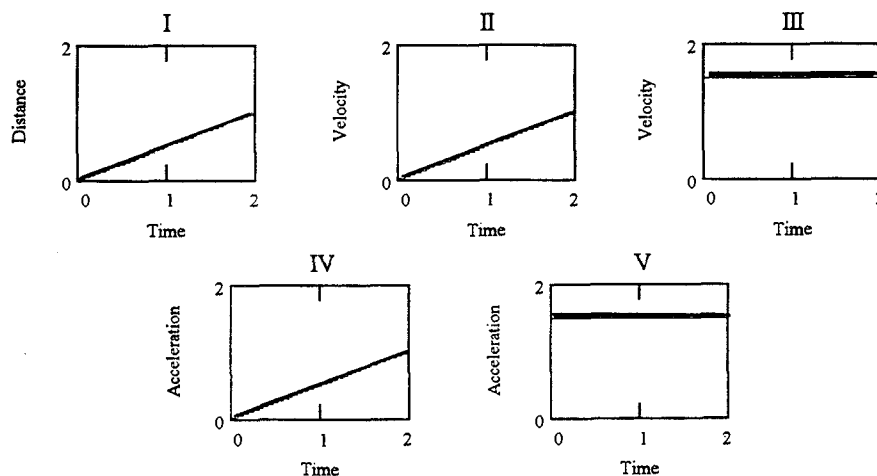 I
2
Distance
0
0 1 2
Time
II
2
Velocity
0
0 1 2
Time
III
2
Velocity
0
0 1 2
Time
IV
2
Acceleration
0
0 1 2
Time
V
2
Acceleration
0
0 1 2
Time